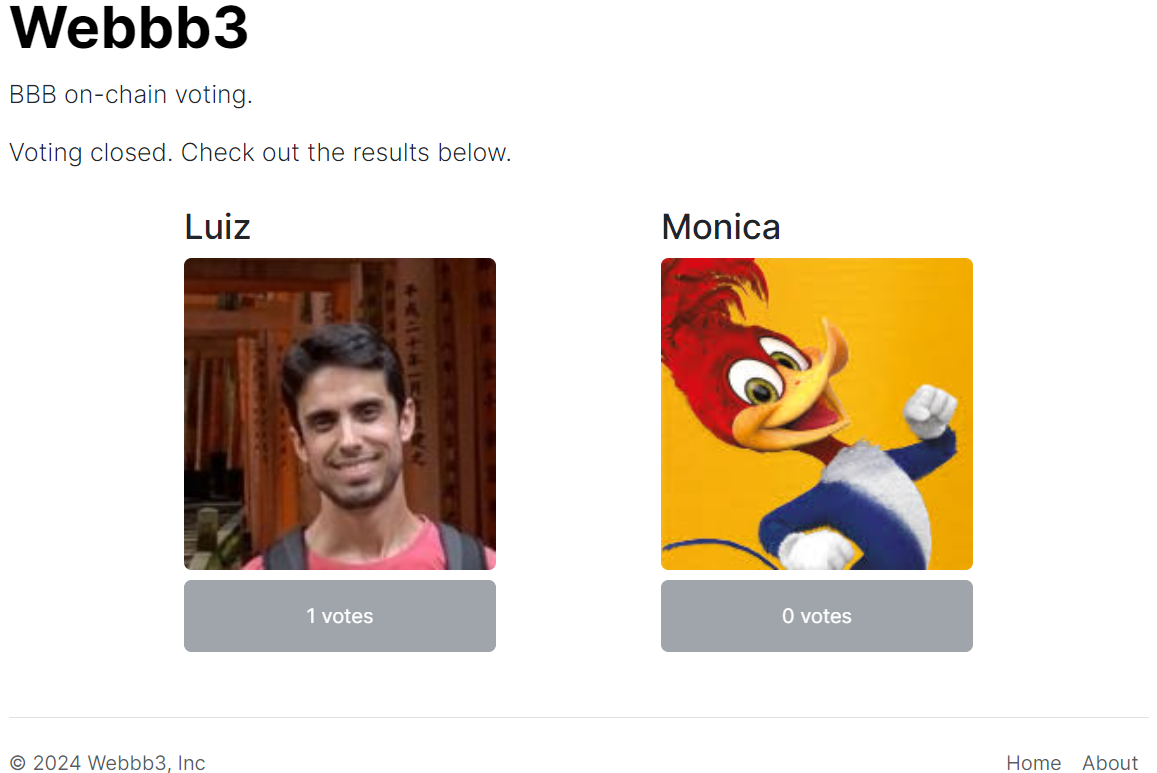 Webbb3
BBB on-chain voting.
Voting closed. Check out the results below.
Luiz
Monica
1 votes
0 votes
© 2024 Webbb3, Inc
Home
About